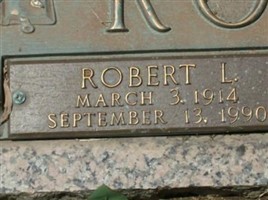 ROBERT L.
MARCH 3. 1914
SEPTEMBER 13. 1990